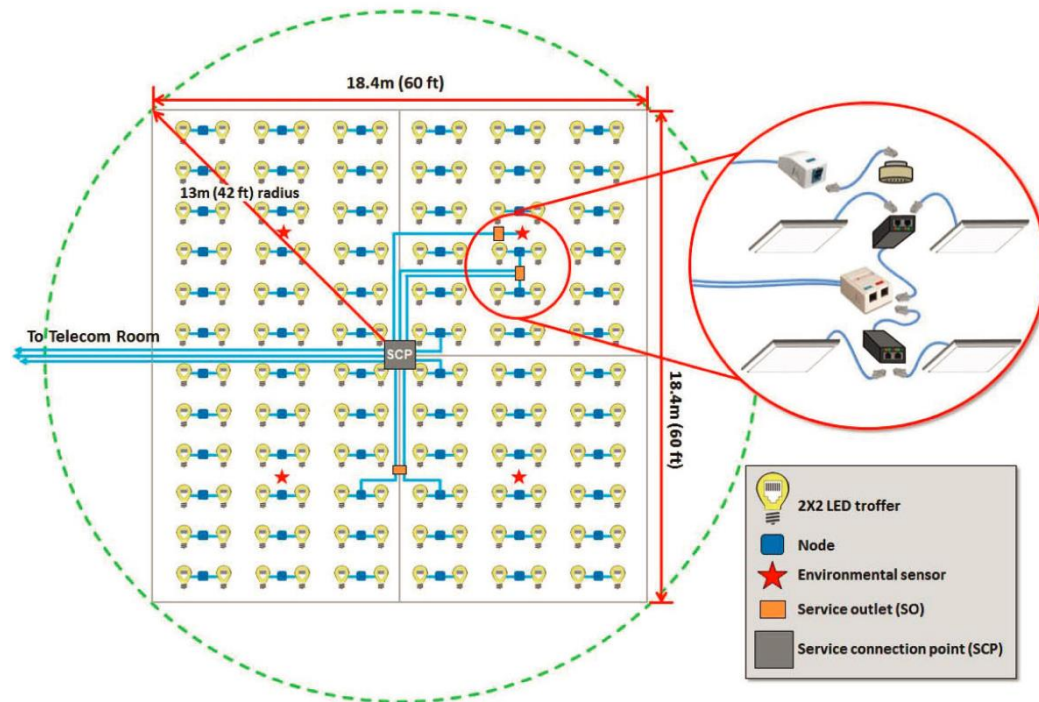 18.4m (60 ft)
13m (42 ft) radius
To Telecom Room
SCP
18.4m (60 ft)
2X2 LED troffer
Node
Environmental sensor
Service outlet (SO)
Service connection point (SCP)